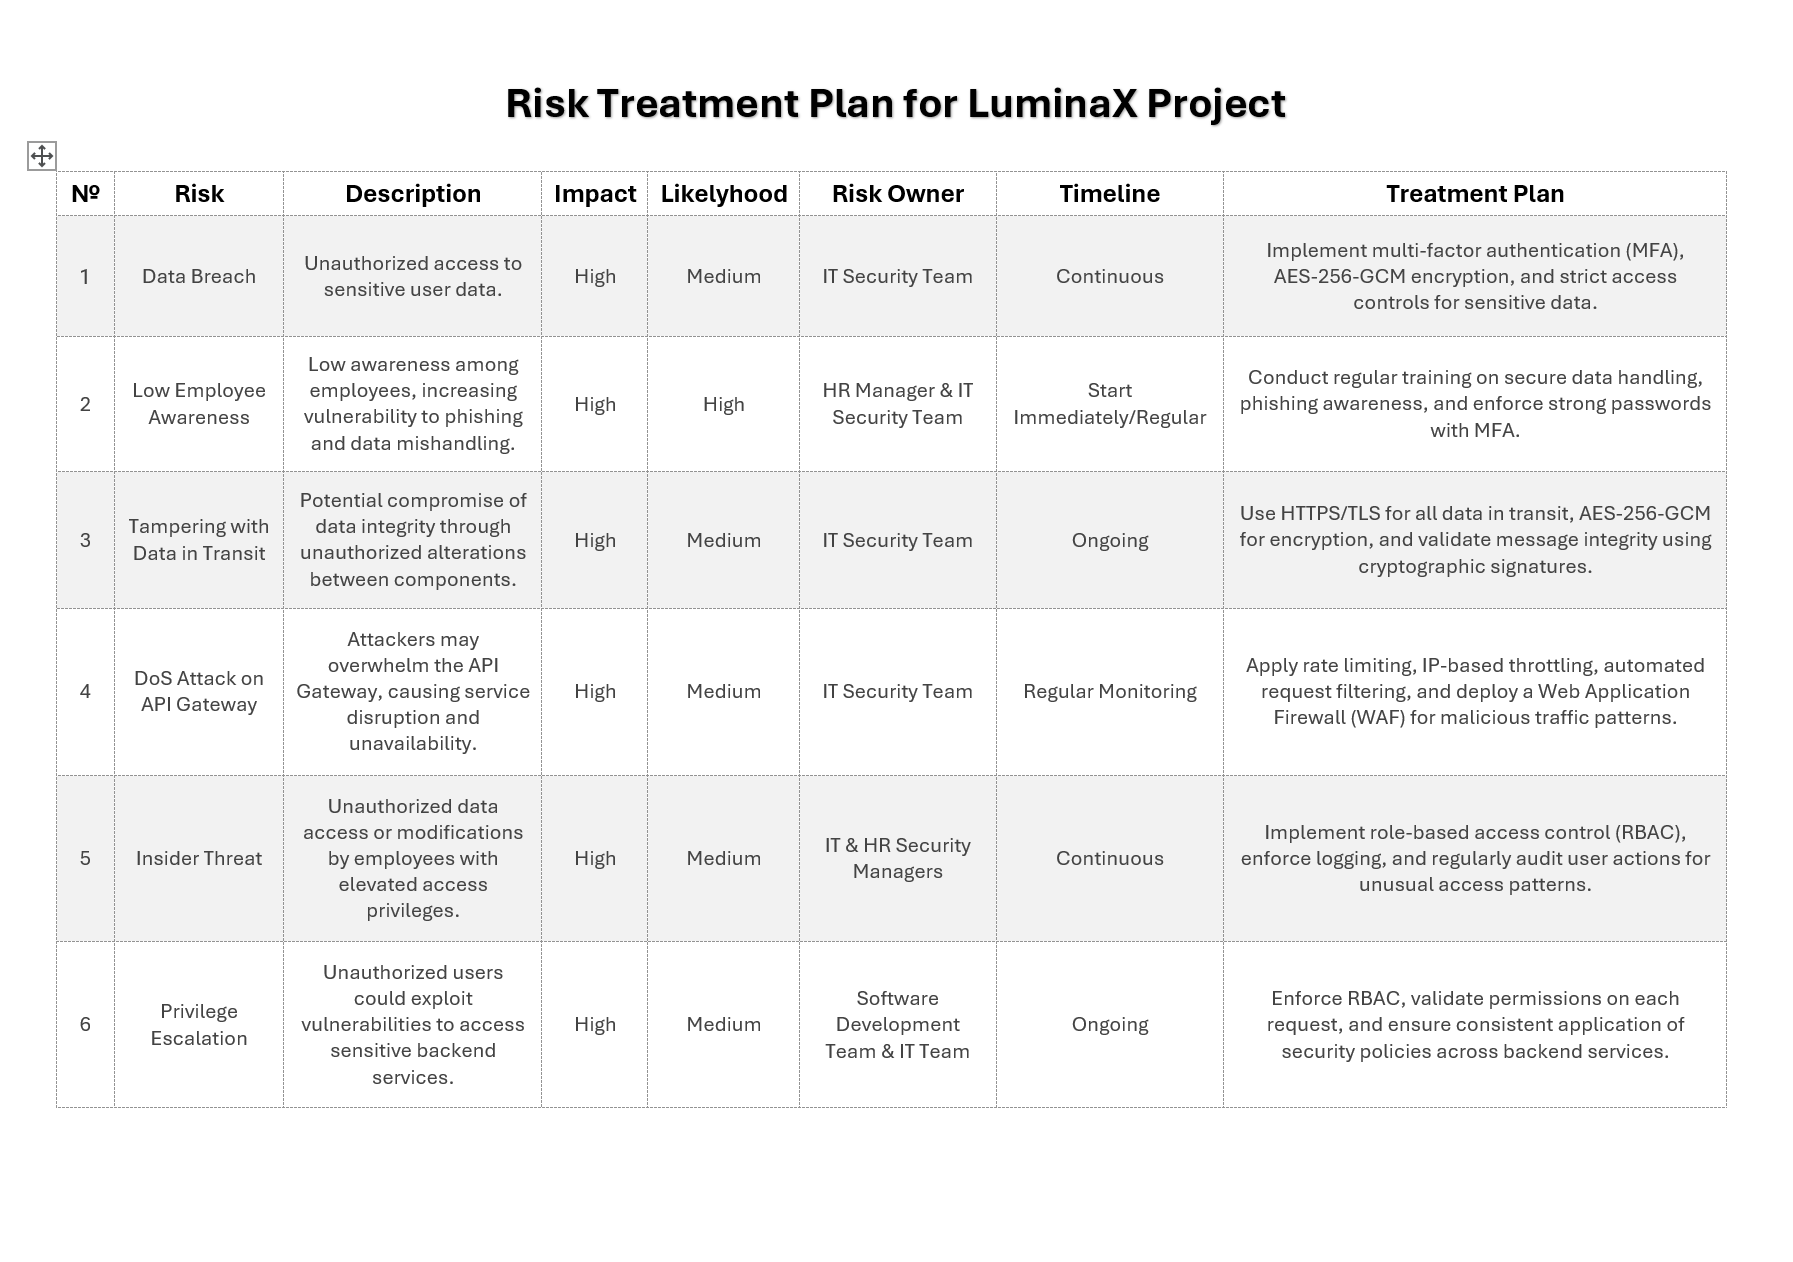 Risk Treatment Plan for LuminaX Project
Nº Risk Description Impact Likelyhood Risk Owner Timeline Treatment Plan
1
Data Breach
Unauthorized access to
sensitive user data.
High
Medium
IT Security Team
Continuous
Implement multi-factor authentication (MFA),
AES-256-GCM encryption, and strict access
controls for sensitive data.
2
Low Employee
Awareness
Low awareness among
employees, increasing
vulnerability to phishing
and data mishandling.
High
High
HR Manager & IT
Security Team
Start
Immediately/Regular
Conduct regular training on secure data handling,
phishing awareness, and enforce strong passwords
with MFA.
3
Tampering with
Data in Transit
Potential compromise of
data integrity through
unauthorized alterations
between components.
High
Medium
IT Security Team
Ongoing
Use HTTPS/TLS for all data in transit, AES-256-GCM
for encryption, and validate message integrity using
cryptographic signatures.
4
DoS Attack on
API Gateway
Attackers may
overwhelm the API
Gateway, causing service
disruption and
unavailability.
High
Medium
IT Security Team
Regular Monitoring
Apply rate limiting, IP-based throttling, automated
request filtering, and deploy a Web Application
Firewall (WAF) for malicious traffic patterns.
5
Insider Threat
Unauthorized data
access or modifications
by employees with
elevated access
privileges.
High
Medium
IT & HR Security
Managers
Continuous
Implement role-based access control (RBAC),
enforce logging, and regularly audit user actions for
unusual access patterns.
6
Privilege
Escalation
Unauthorized users
could exploit
vulnerabilities to access
sensitive backend
services.
High
Medium
Software
Development
Team & IT Team
Ongoing
Enforce RBAC, validate permissions on each
request, and ensure consistent application of
security policies across backend services.